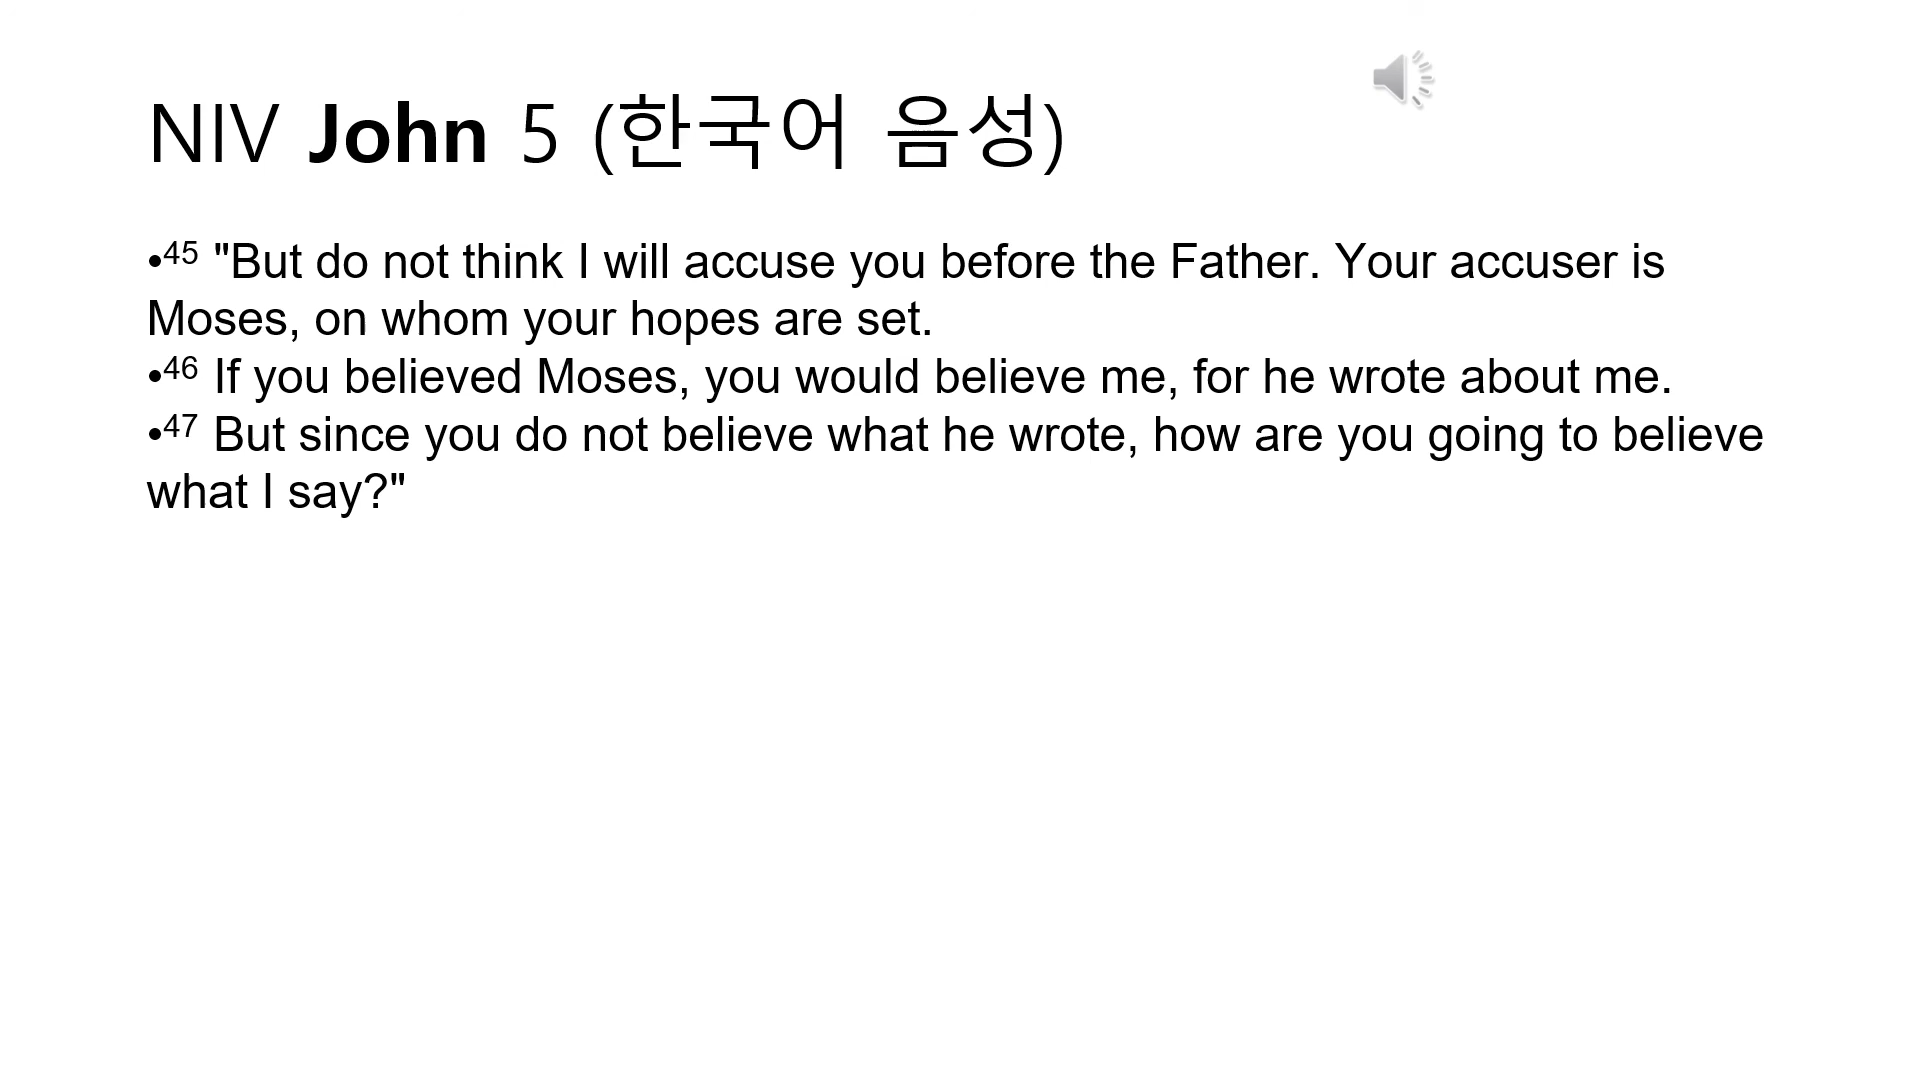 NIV John 5 (한국어 음성)
•45 "But do not think I will accuse you before the Father. Your accuser is
Moses, on whom your hopes are set.
•46 If you believed Moses, you would believe me, for he wrote about me.
•47 But since you do not believe what he wrote, how are you going to believe
what I say?"